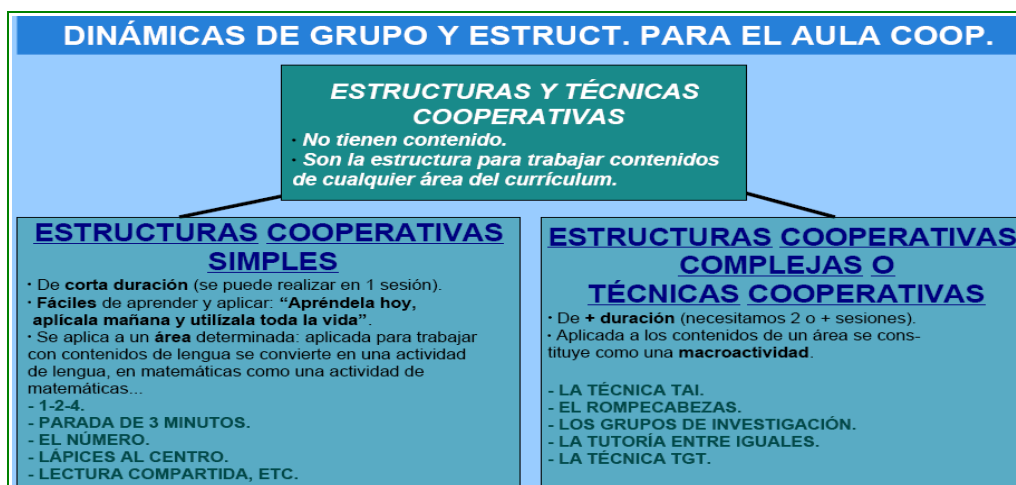 DINÁMICAS DE GRUPO Y ESTRUCT. PARA EL AULA COOP.
ESTRUCTURAS Y TÉCNICAS
COOPERATIVAS
· No tienen contenido.
· Son la estructura para trabajar contenidos
de cualquier área del currículum.
ESTRUCTURAS COOPERATIVAS
SIMPLES
· De corta duración (se puede realizar en 1 sesión).
· Fáciles de aprender y aplicar: “Apréndela hoy,
aplícala mañana y utilízala toda la vida”.
· Se aplica a un área determinada: aplicada para trabajar
con contenidos de lengua se convierte en una actividad
de lengua, en matemáticas como una actividad de
matemáticas...
- 1-2-4.
- PARADA DE 3 MINUTOS.
- EL NÚMERO.
- LÁPICES AL CENTRO.
- LECTURA COMPARTIDA, ETC.
ESTRUCTURAS COOPERATIVAS
COMPLEJAS O
TÉCNICAS COOPERATIVAS
· De + duración (necesitamos 2 o + sesiones).
· Aplicada a los contenidos de un área se cons-
tituye como una macroactividad.
- LA TÉCNICA TAI.
- EL ROMPECABEZAS.
- LOS GRUPOS DE INVESTIGACIÓN.
- LA TUTORÍA ENTRE IGUALES.
- LA TÉCNICA TGT.